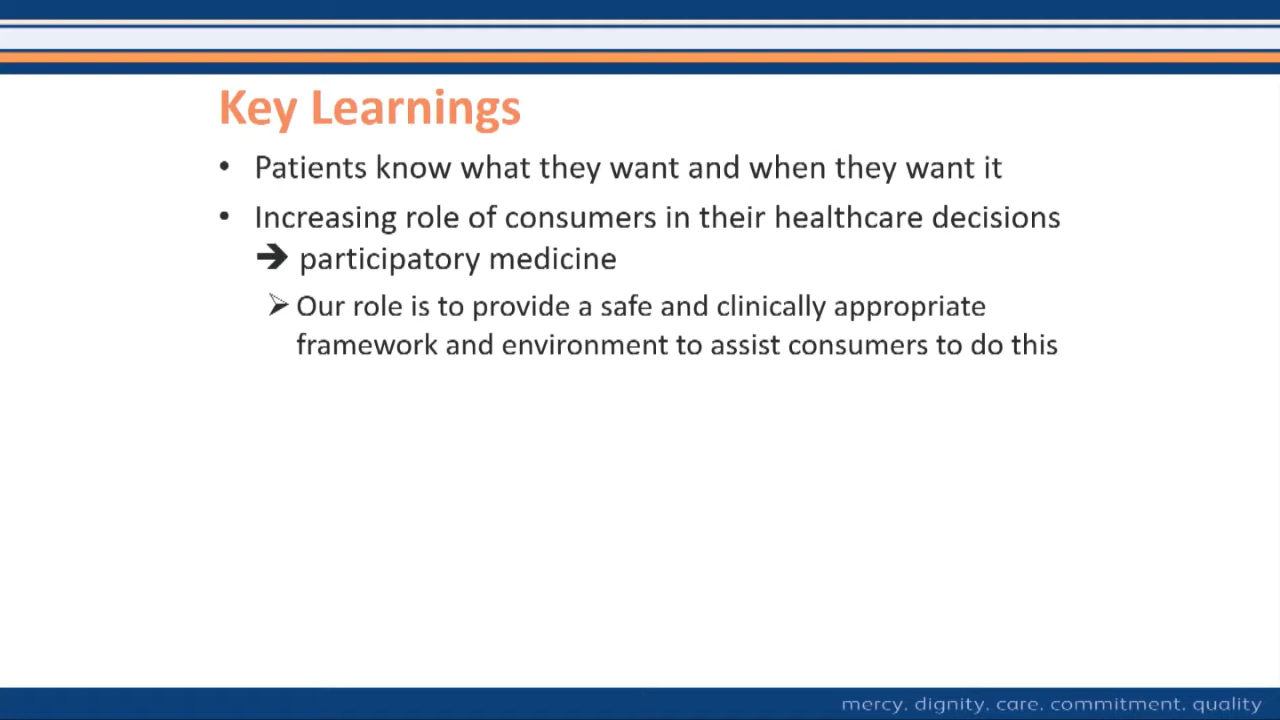 Key Learnings
• Patients know what they want and when they want it
• Increasing role of consumers in their healthcare decisions
➔ participatory medicine
➢ Our role is to provide a safe and clinically appropriate
framework and environment to assist consumers to do this
mercy. dignity. care. commitment. quality